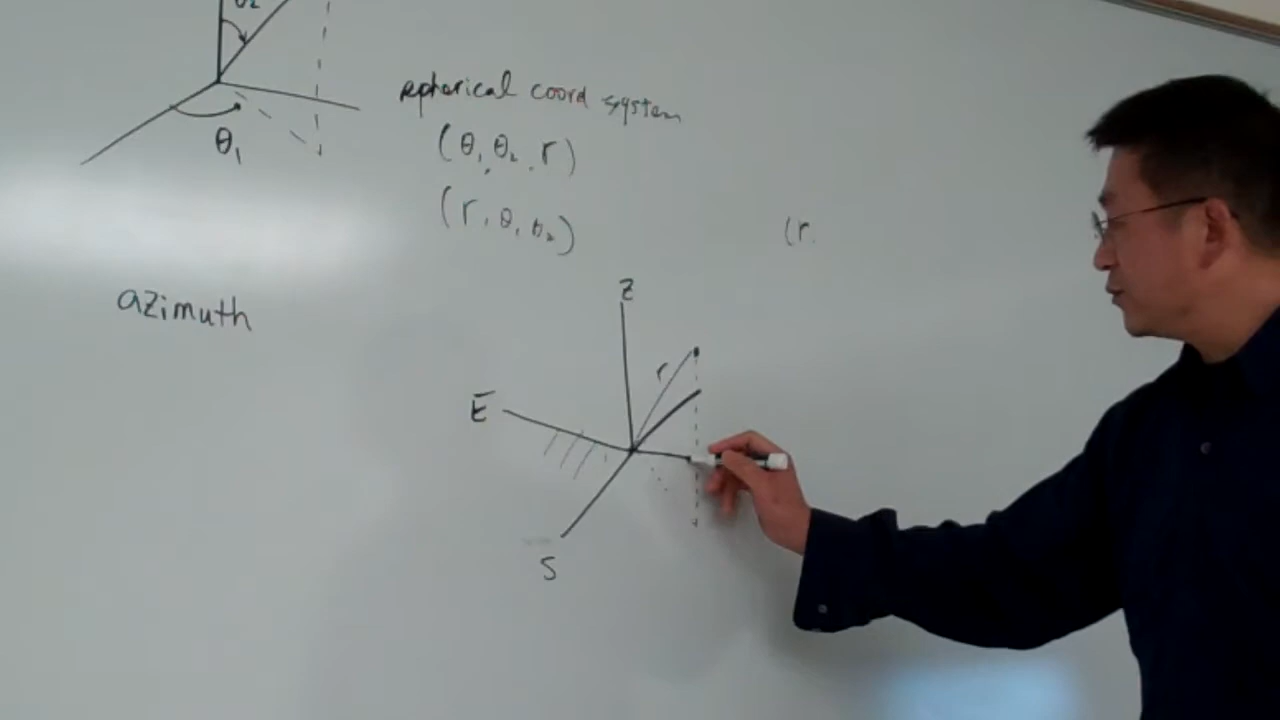 θ₂
θ₁
spherical coord system
(θ₁, θ₂, r)
(r, θ₁, θ₂)
(r,
azimuth
z
r
E
S